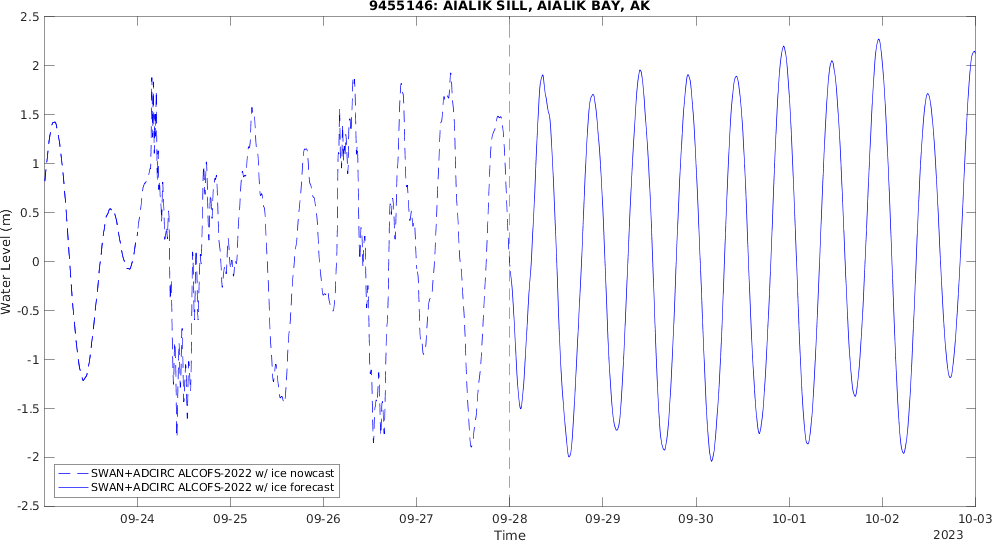 9455146: AIALIK SILL, AIALIK BAY, AK
2.5
2
1.5
1
0.5
0
-0.5
-1
-1.5
-2
-2.5
Water Level (m)
SWAN+ADCIRC ALCOFS-2022 w/ ice nowcast
SWAN+ADCIRC ALCOFS-2022 w/ ice forecast
09-24 09-25 09-26 09-27 09-28 09-29 09-30 10-01 10-02 10-03
Time
2023